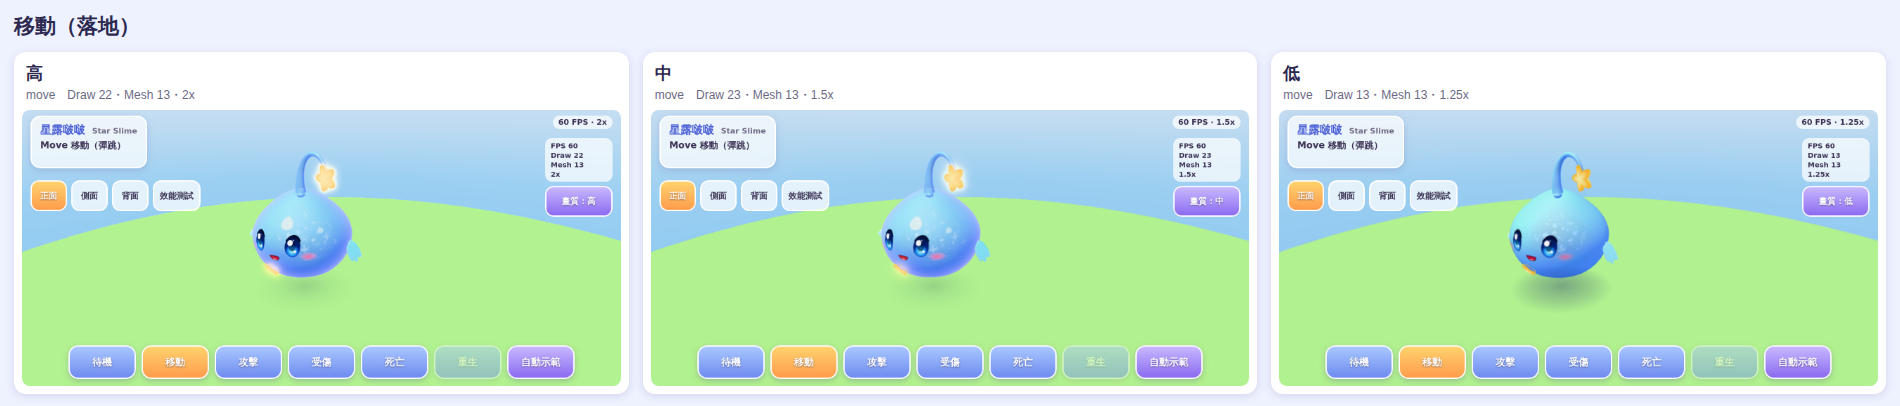 移動（落地）
高
move Draw 22・Mesh 13・2x
星露啵啵 Star Slime
Move 移動（彈跳）
60 FPS · 2x
FPS 60
Draw 22
Mesh 13
2x
正面 側面 背面 效能測試
畫質：高
待機 移動 攻擊 受傷 死亡 重生 自動示範
中
move Draw 23・Mesh 13・1.5x
星露啵啵 Star Slime
Move 移動（彈跳）
60 FPS · 1.5x
FPS 60
Draw 23
Mesh 13
1.5x
正面 側面 背面 效能測試
畫質：中
待機 移動 攻擊 受傷 死亡 重生 自動示範
低
move Draw 13・Mesh 13・1.25x
星露啵啵 Star Slime
Move 移動（彈跳）
60 FPS · 1.25x
FPS 60
Draw 13
Mesh 13
1.25x
正面 側面 背面 效能測試
畫質：低
待機 移動 攻擊 受傷 死亡 重生 自動示範